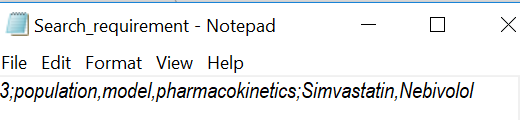 Search_requirement - Notepad
File Edit Format View Help
3;population,model,pharmacokinetics;Simvastatin,Nebivolol